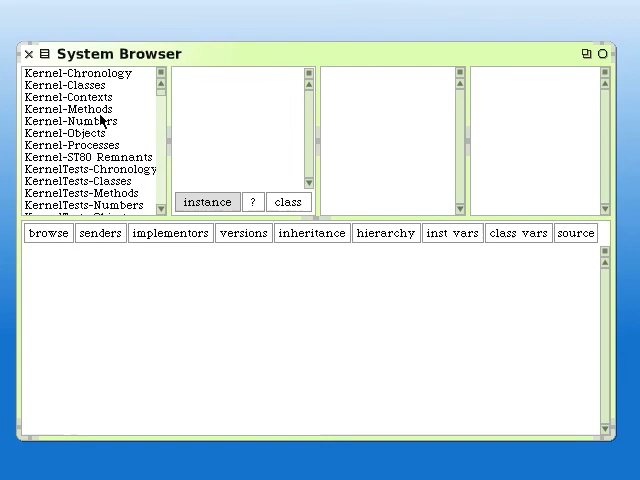 System Browser
Kernel-Chronology
Kernel-Classes
Kernel-Contexts
Kernel-Methods
Kernel-Numbers
Kernel-Objects
Kernel-Processes
Kernel-ST80 Remnants
KernelTests-Chronology
KernelTests-Classes
KernelTests-Methods
KernelTests-Numbers
instance ? class
browse senders implementors versions inheritance hierarchy inst vars class vars source